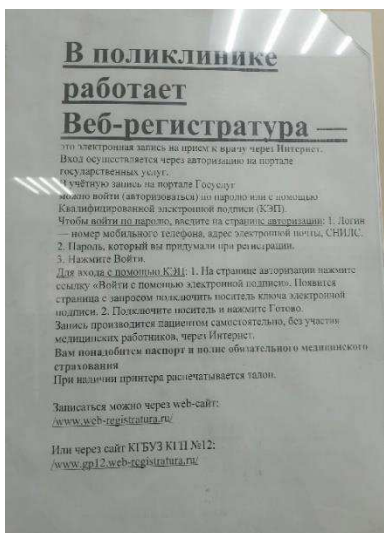 В поликлинике
работает
Веб-регистратура —
это электронная запись на прием к врачу через Интернет.
Вход осуществляется через авторизацию на портале
государственных услуг.
учётную запись на портале Госуслуг
можно войти (авторизоваться) по паролю или с помощью
Квалифицированной электронной подписи (КЭП).
Чтобы войти по паролю, введите на странице авторизации: 1. Логин
— номер мобильного телефона, адрес электронной почты, СНИЛС.
2. Пароль, который вы придумали при регистрации.
3. Нажмите Войти.
Для входа с помощью КЭП: 1. На странице авторизации нажмите
ссылку «Войти с помощью электронной подписи». Появится
страница с запросом подключить носитель ключа электронной
подписи. 2. Подключите носитель и нажмите Готово.
Запись производится пациентом самостоятельно, без участия
медицинских работников, через Интернет.
Вам понадобится паспорт и полис обязательного медицинского
страхования
При наличии принтера распечатывается талон.
Записаться можно через web-сайт:
/www.web-registratura.ru/
Или через сайт КГБУЗ КГП №12:
/www.gp12.web-registratura.ru/